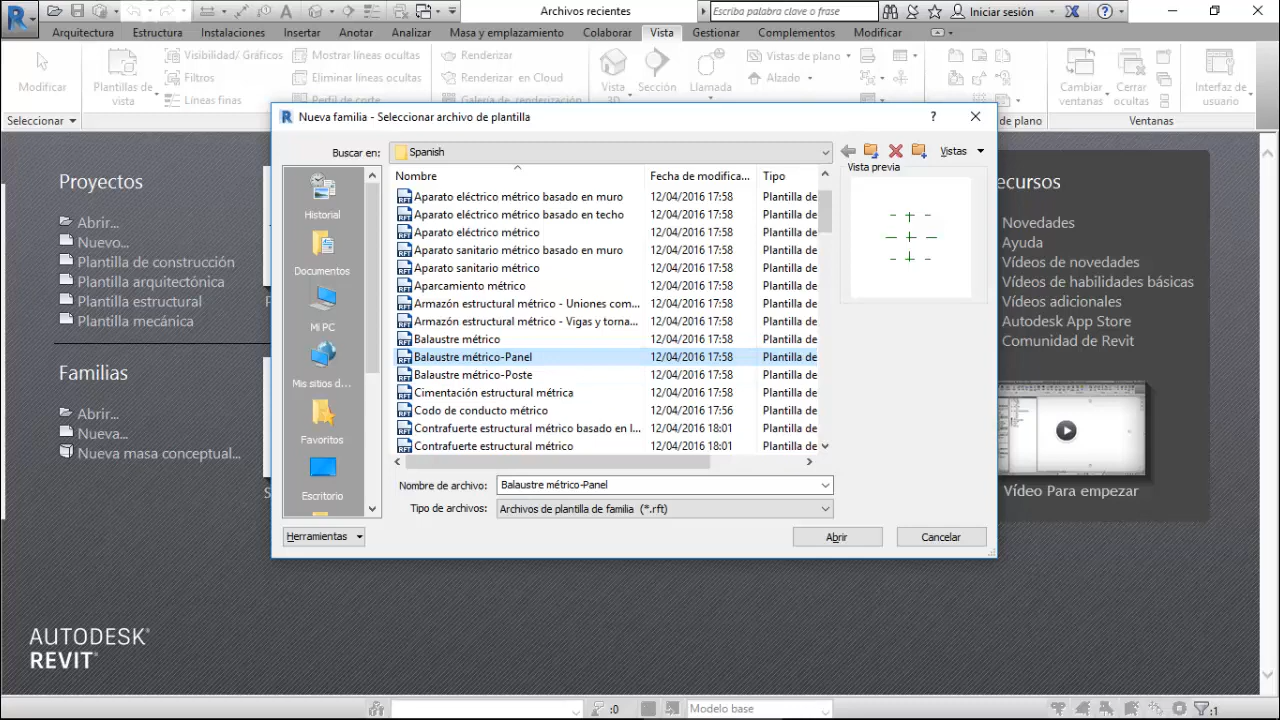 Archivos recientes
Escriba palabra clave o frase
Iniciar sesión
Arquitectura
Estructura
Instalaciones
Insertar
Anotar
Analizar
Masa y emplazamiento
Colaborar
Vista
Gestionar
Complementos
Modificar
Modificar
Plantillas de vista
Visibilidad/ Gráficos
Filtros
Líneas finas
Mostrar líneas ocultas
Eliminar líneas ocultas
Perfil de corte
Renderizar
Renderizar en Cloud
Galería de renderización
Vista 3D
Sección
Llamada
Vistas de plano
Alzado
Cambiar ventanas
Cerrar ocultas
Interfaz de usuario
Seleccionar
de plano
Ventanas
Nueva familia - Seleccionar archivo de plantilla
Buscar en:
Spanish
Vistas
Historial
Documentos
Mi PC
Mis sitios d...
Favoritos
Escritorio
Nombre
Fecha de modifica...
Tipo
Aparato eléctrico métrico basado en muro 12/04/2016 17:58 Plantilla de
Aparato eléctrico métrico basado en techo 12/04/2016 17:58 Plantilla de
Aparato eléctrico métrico 12/04/2016 17:58 Plantilla de
Aparato sanitario métrico basado en muro 12/04/2016 17:58 Plantilla de
Aparato sanitario métrico 12/04/2016 17:58 Plantilla de
Aparcamiento métrico 12/04/2016 17:58 Plantilla de
Armazón estructural métrico - Uniones com... 12/04/2016 17:58 Plantilla de
Armazón estructural métrico - Vigas y torna... 12/04/2016 17:58 Plantilla de
Balaustre métrico 12/04/2016 17:58 Plantilla de
Balaustre métrico-Panel 12/04/2016 17:58 Plantilla de
Balaustre métrico-Poste 12/04/2016 17:58 Plantilla de
Cimentación estructural métrica 12/04/2016 17:58 Plantilla de
Codo de conducto métrico 12/04/2016 17:56 Plantilla de
Contrafuerte estructural métrico basado en l... 12/04/2016 18:01 Plantilla de
Contrafuerte estructural métrico 12/04/2016 18:01 Plantilla de
Vista previa
Nombre de archivo:
Balaustre métrico-Panel
Tipo de archivos:
Archivos de plantilla de familia (*.rft)
Herramientas
Abrir
Cancelar
Proyectos
Abrir...
Nuevo...
Plantilla de construcción
Plantilla arquitectónica
Plantilla estructural
Plantilla mecánica
Familias
Abrir...
Nueva...
Nueva masa conceptual...
ecursos
Novedades
Ayuda
Vídeos de novedades
Vídeos de habilidades básicas
Vídeos adicionales
Autodesk App Store
Comunidad de Revit
Vídeo Para empezar
AUTODESK®
REVIT®
:0
Modelo base
:1